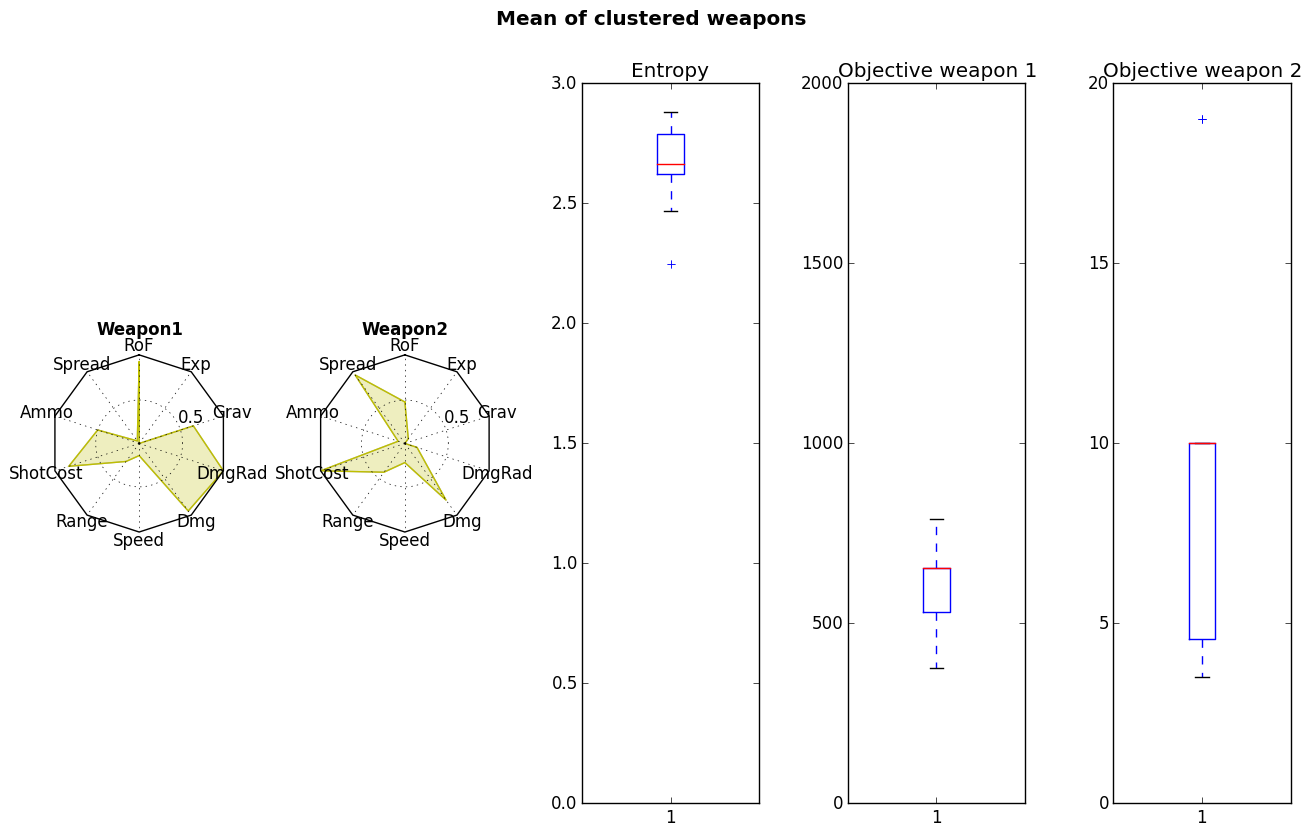 Mean of clustered weapons
Weapon1
RoF
Exp
Grav
DmgRad
Dmg
Speed
Range
ShotCost
Ammo
Spread
0.5
Weapon2
RoF
Exp
Grav
DmgRad
Dmg
Speed
Range
ShotCost
Ammo
Spread
0.5
Entropy
3.0
2.5
2.0
1.5
1.0
0.5
0.0
1
Objective weapon 1
2000
1500
1000
500
0
1
Objective weapon 2
20
15
10
5
0
1